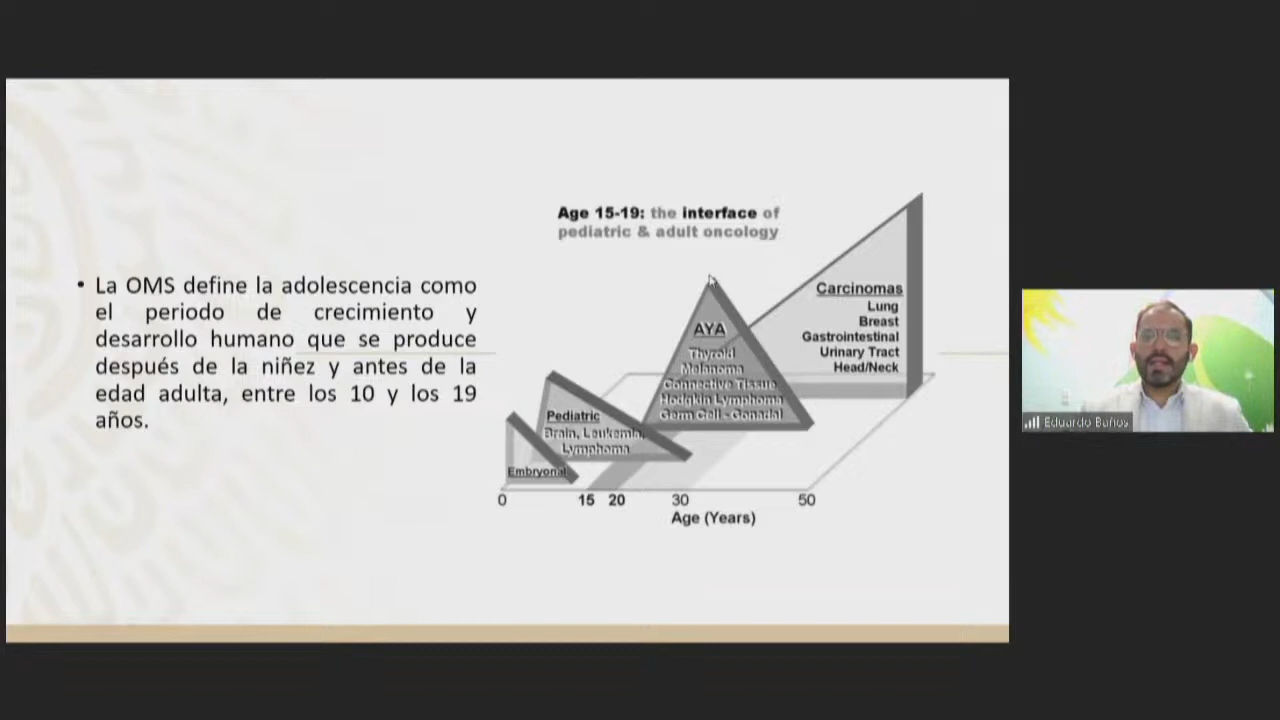 • La OMS define la adolescencia como
el periodo de crecimiento y
desarrollo humano que se produce
después de la niñez y antes de la
edad adulta, entre los 10 y los 19
años.
Age 15-19: the interface of
pediatric & adult oncology
Carcinomas
Lung
Breast
Gastrointestinal
Urinary Tract
Head/Neck
AYA
Thyroid
Melanoma
Connective Tissue
Hodgkin Lymphoma
Germ Cell - Gonadal
Pediatric
Brain, Leukemia,
Lymphoma
Embryonal
0 15 20 30 50
Age (Years)
Eduardo Baños